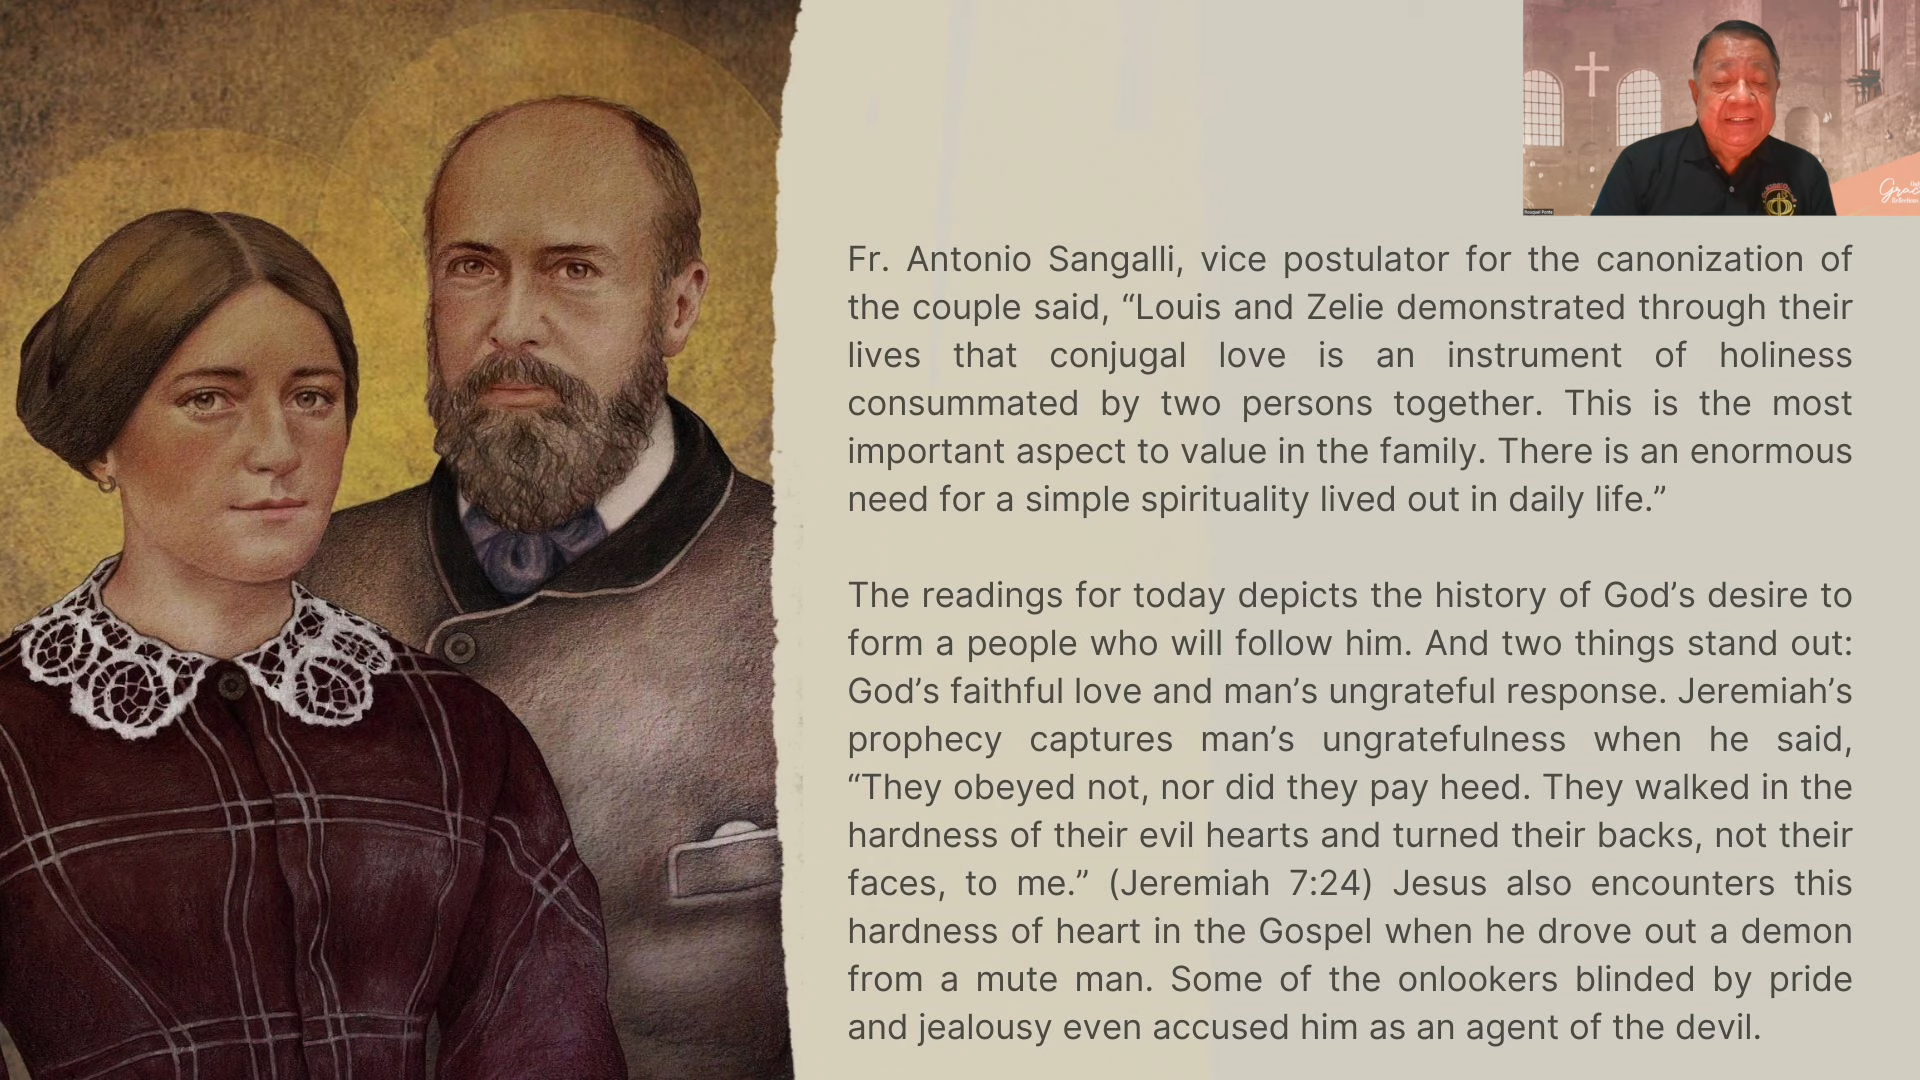 Fr. Antonio Sangalli, vice postulator for the canonization of
the couple said, “Louis and Zelie demonstrated through their
lives that conjugal love is an instrument of holiness
consummated by two persons together. This is the most
important aspect to value in the family. There is an enormous
need for a simple spirituality lived out in daily life.”
The readings for today depicts the history of God’s desire to
form a people who will follow him. And two things stand out:
God’s faithful love and man’s ungrateful response. Jeremiah’s
prophecy captures man’s ungratefulness when he said,
“They obeyed not, nor did they pay heed. They walked in the
hardness of their evil hearts and turned their backs, not their
faces, to me.” (Jeremiah 7:24) Jesus also encounters this
hardness of heart in the Gospel when he drove out a demon
from a mute man. Some of the onlookers blinded by pride
and jealousy even accused him as an agent of the devil.